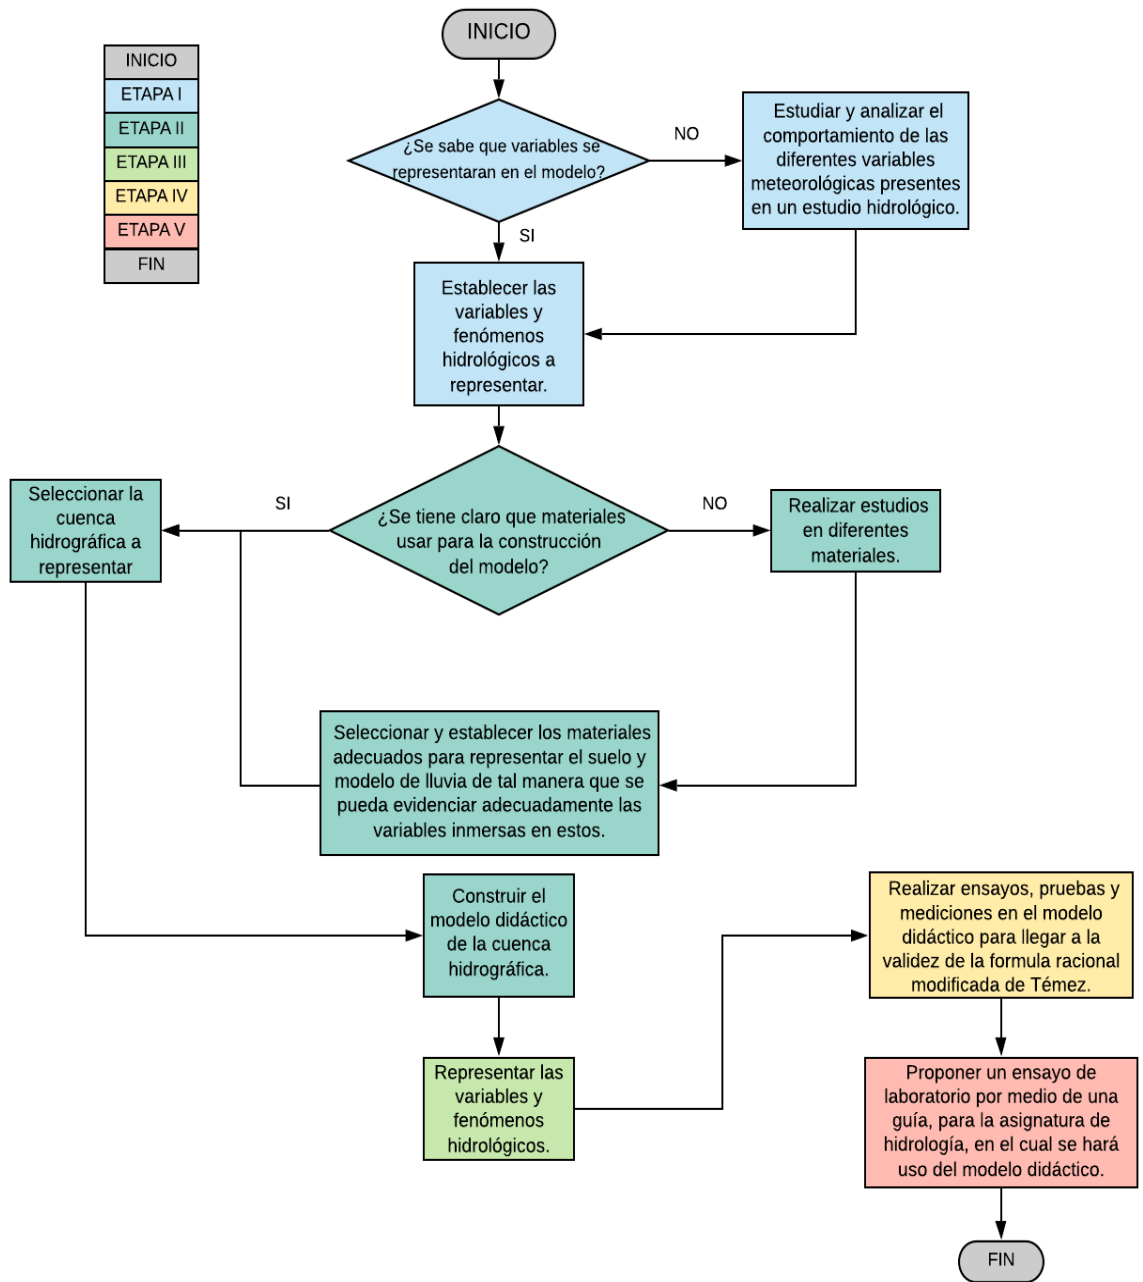 INICIO
INICIO
ETAPA I
ETAPA II
ETAPA III
ETAPA IV
ETAPA V
FIN
¿Se sabe que variables se
representaran en el modelo?
NO
Estudiar y analizar el
comportamiento de las
diferentes variables
meteorológicas presentes
en un estudio hidrológico.
SI
Establecer las
variables y
fenómenos
hidrológicos a
representar.
¿Se tiene claro que materiales
usar para la construcción
del modelo?
SI
Seleccionar la
cuenca
hidrográfica a
representar
NO
Realizar estudios
en diferentes
materiales.
Seleccionar y establecer los materiales
adecuados para representar el suelo y
modelo de lluvia de tal manera que se
pueda evidenciar adecuadamente las
variables inmersas en estos.
Construir el
modelo didáctico
de la cuenca
hidrográfica.
Representar las
variables y
fenómenos
hidrológicos.
Realizar ensayos, pruebas y
mediciones en el modelo
didáctico para llegar a la
validez de la formula racional
modificada de Témez.
Proponer un ensayo de
laboratorio por medio de una
guía, para la asignatura de
hidrología, en el cual se hará
uso del modelo didáctico.
FIN